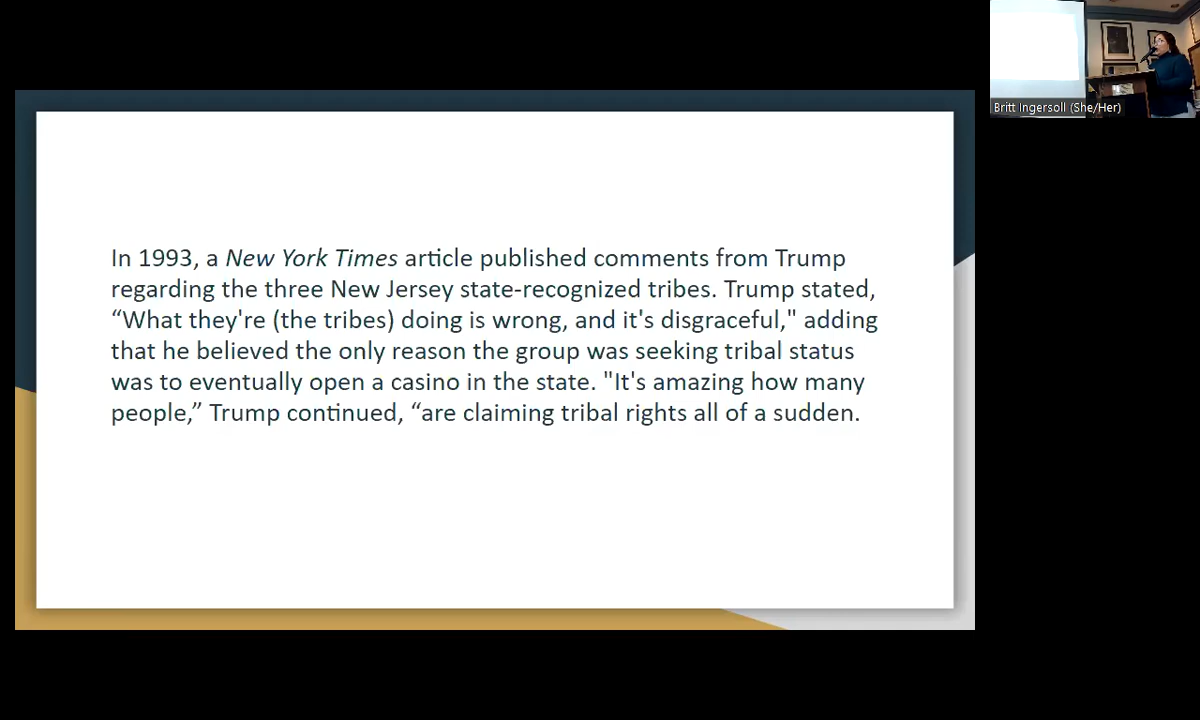 In 1993, a New York Times article published comments from Trump
regarding the three New Jersey state-recognized tribes. Trump stated,
“What they're (the tribes) doing is wrong, and it's disgraceful," adding
that he believed the only reason the group was seeking tribal status
was to eventually open a casino in the state. "It's amazing how many
people,” Trump continued, “are claiming tribal rights all of a sudden.
Britt Ingersoll (She/Her)